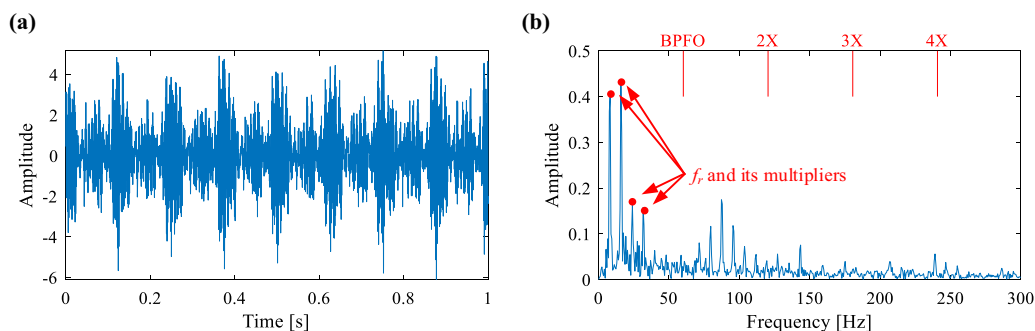 (a)
Amplitude
4
2
0
-2
-4
-6
0
0.2
0.4
0.6
0.8
1
Time [s]
(b)
BPFO
2X
3X
4X
Amplitude
0.5
0.4
0.3
0.2
0.1
0
fr and its multipliers
0
50
100
150
200
250
300
Frequency [Hz]